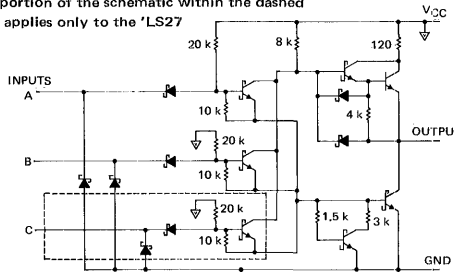 portion of the schematic within the dashed
applies only to the 'LS27
VCC
20 k
8 k
120
INPUTS
A
10 k
4 k
20 k
OUTPU
B
10 k
20 k
1,5 k
3 k
C
10 k
GND